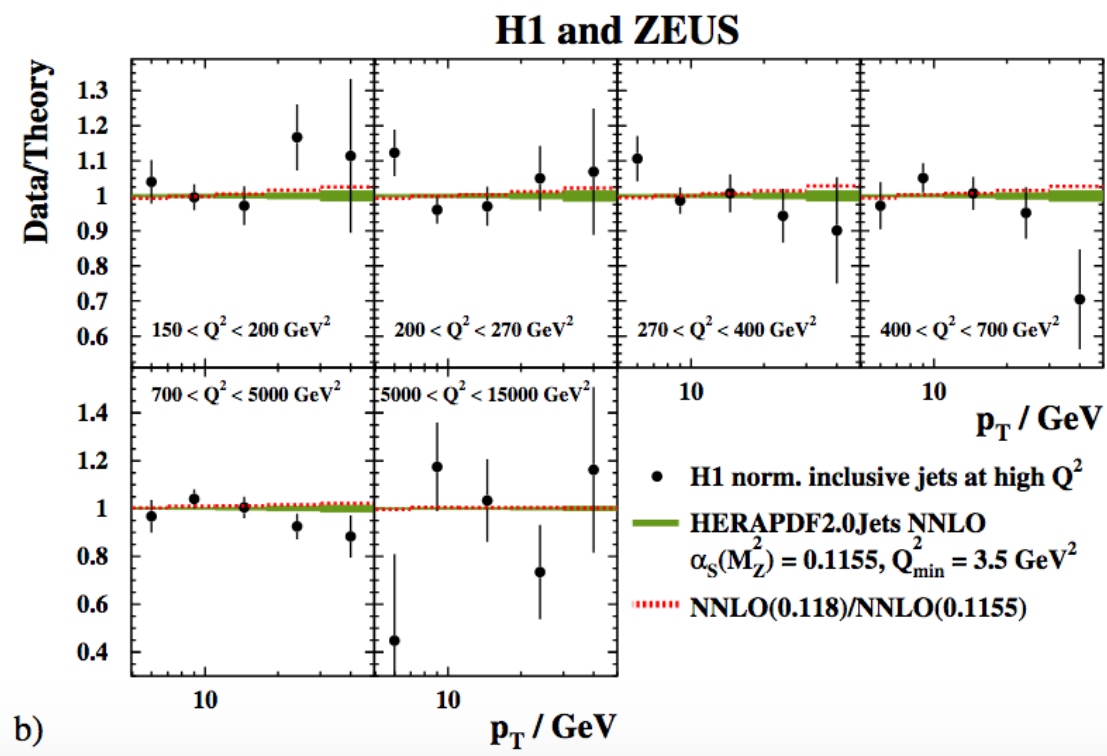 H1 and ZEUS
Data/Theory
1.3
1.2
1.1
1
0.9
0.8
0.7
0.6
150 < Q² < 200 GeV²
200 < Q² < 270 GeV²
270 < Q² < 400 GeV²
400 < Q² < 700 GeV²
700 < Q² < 5000 GeV²
5000 < Q² < 15000 GeV²
10
10
p_T / GeV
1.4
1.2
1
0.8
0.6
0.4
H1 norm. inclusive jets at high Q²
HERAPDF2.0Jets NNLO
α_S(M_Z²) = 0.1155, Q²_min = 3.5 GeV²
NNLO(0.118)/NNLO(0.1155)
10
10
p_T / GeV
b)